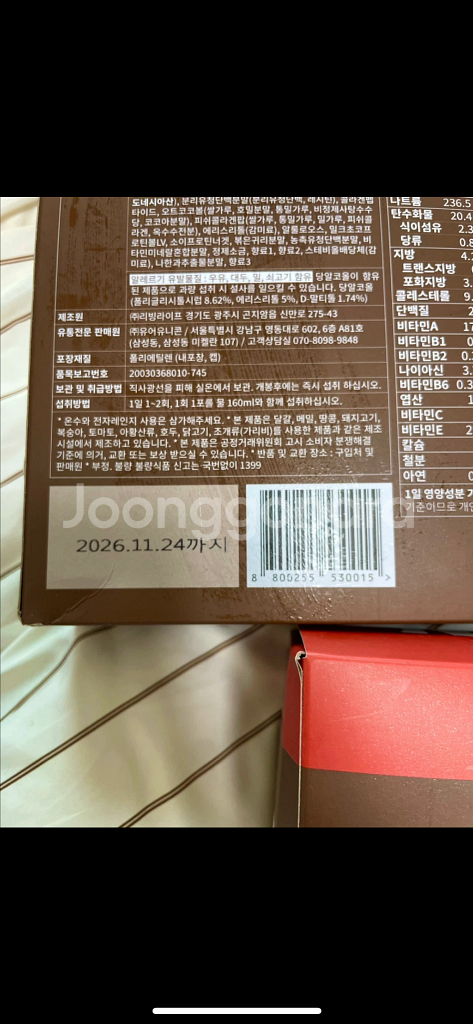 도네시아산), 분리유청단백분말(분리유청단백, 레시틴), 콜라겐펩
타이드, 오트코코볼(쌀가루, 호밀분말, 통밀가루, 비정제사탕수수
당, 코코아분말), 피쉬콜라겐팝(쌀가루, 통밀가루, 밀가루, 피쉬콜
라겐, 옥수수전분), 에리스리톨(감미료), 알룰로오스, 밀크초코프
로틴볼LV, 소이프로틴너겟, 볶은귀리분말, 농축유청단백분말, 비
타민미네랄혼합분말, 정제소금, 향료1, 향료2, 스테비올배당체(감
미료), 나한과추출물분말, 향료3
알레르기 유발물질 : 우유, 대두, 밀, 쇠고기 함유 당알코올이 함유
된 제품으로 과량 섭취 시 설사를 일으킬 수 있습니다. 당알코올
(폴리글리시톨시럽 8.62%, 에리스리톨 5%, D-말티톨 1.74%)
제조원 ㈜리빙라이프 경기도 광주시 곤지암읍 신만로 275-43
유통전문 판매원 ㈜유어유니콘 / 서울특별시 강남구 영동대로 602, 6층 A81호
(삼성동, 삼성동 미켈란 107) / 고객상담실 070-8098-9848
포장재질 폴리에틸렌 (내포장, 캡)
품목보고번호 20030368010-745
보관 및 취급방법 직사광선을 피해 실온에서 보관. 개봉후에는 즉시 섭취 하십시오.
섭취방법 1일 1~2회, 1회 1포를 물 160ml와 함께 섭취하십시오.
* 온수와 전자레인지 사용은 삼가해주세요. * 본 제품은 달걀, 메밀, 땅콩, 돼지고기,
복숭아, 토마토, 아황산류, 호두, 닭고기, 조개류(가리비)를 사용한 제품과 같은 제조
시설에서 제조하고 있습니다. * 본 제품은 공정거래위원회 고시 소비자 분쟁해결
기준에 의거, 교환 또는 보상 받으실 수 있습니다. * 반품 및 교환 장소 : 구입처 및
판매원 * 부정, 불량 불량식품 신고는 국번없이 1399
나트륨 236.5
탄수화물 20.4
식이섬유 2.3
당류 0.
지방 4.
트랜스지방
포화지방 3.
콜레스테롤 9.
단백질 2
비타민A 1
비타민B1 0
비타민B2 0.
나이아신 3.
비타민B6 0.3
엽산 1
비타민C
비타민E 2.
칼슘
철분
아연 0
1일 영양성분
기준이므로 개인
Joonggonara
2026.11.24까지
8 800255 530015 >